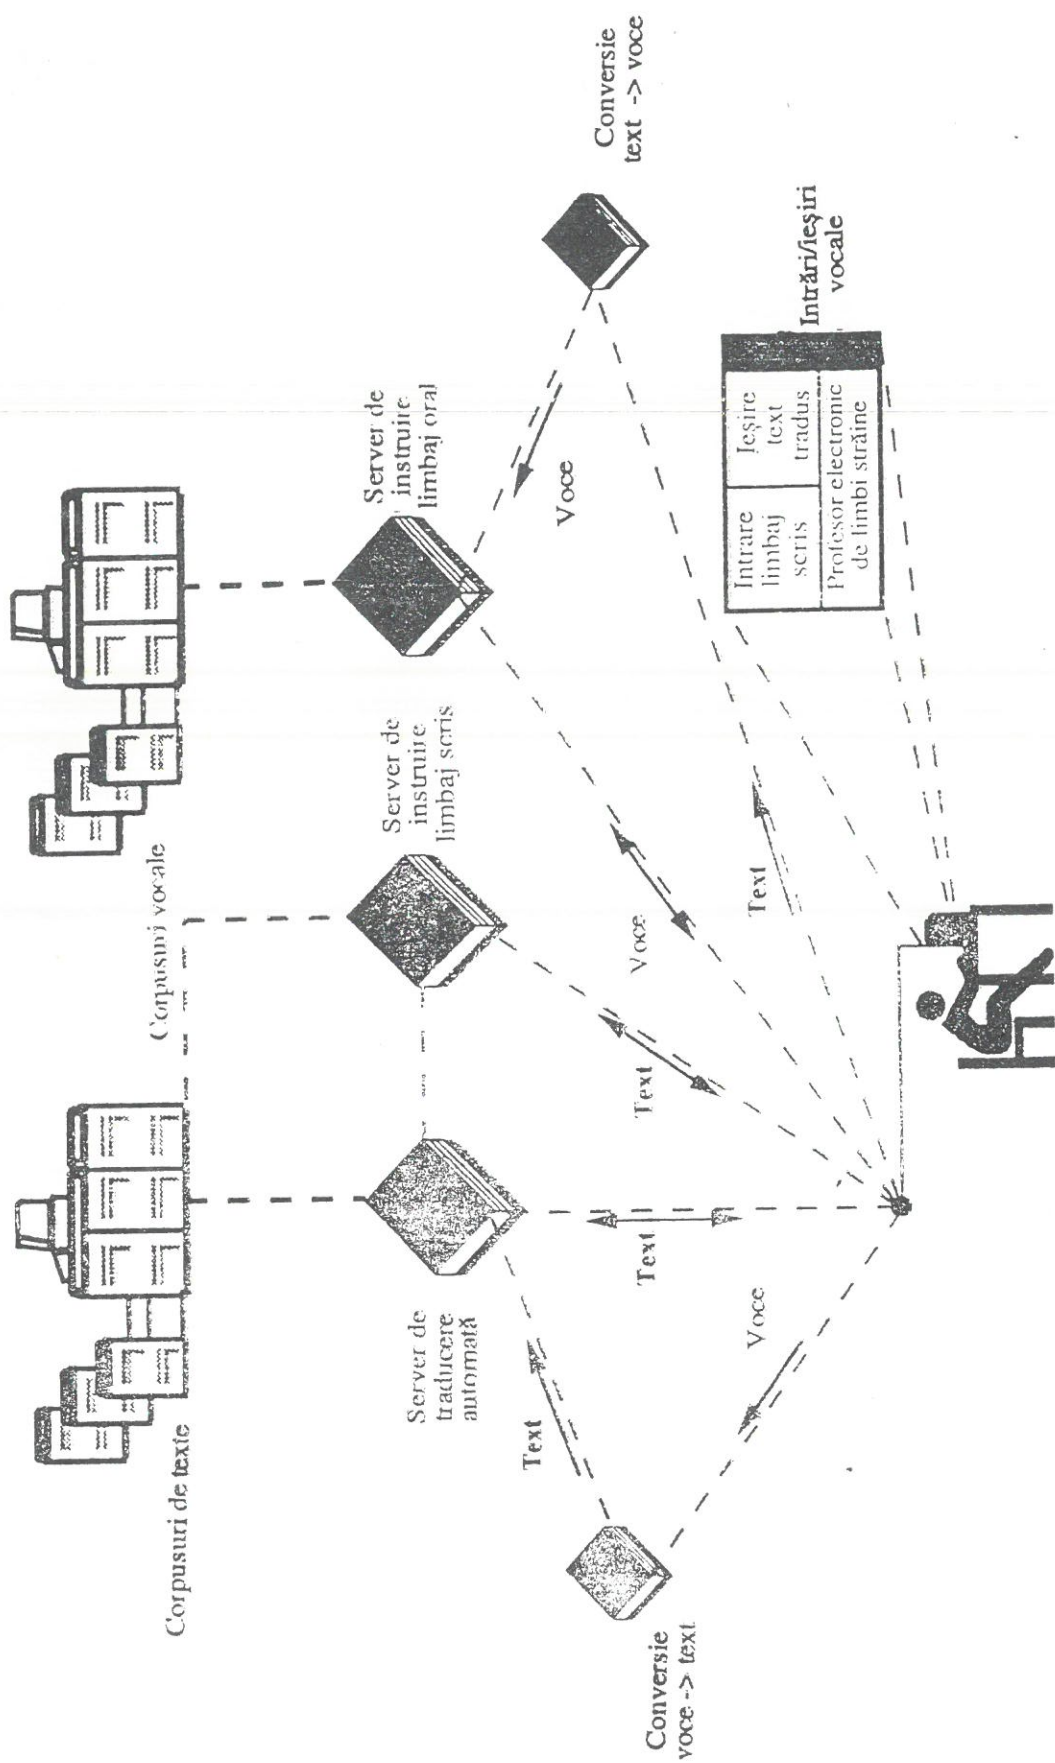 Corpusuri de texte
Corpusuri vocale
Server de
traducere
automată
Server de
instruire
limbaj scris
Server de
instruire
limbaj oral
Conversie
voce -> text
Conversie
text -> voce
Text
Voce
Text
Text
Voce
Text
Voce
Intrare
limbaj
scris
Ieșire
text
tradus
Profesor electronic
de limbi străine
Intrări/ieșiri
vocale